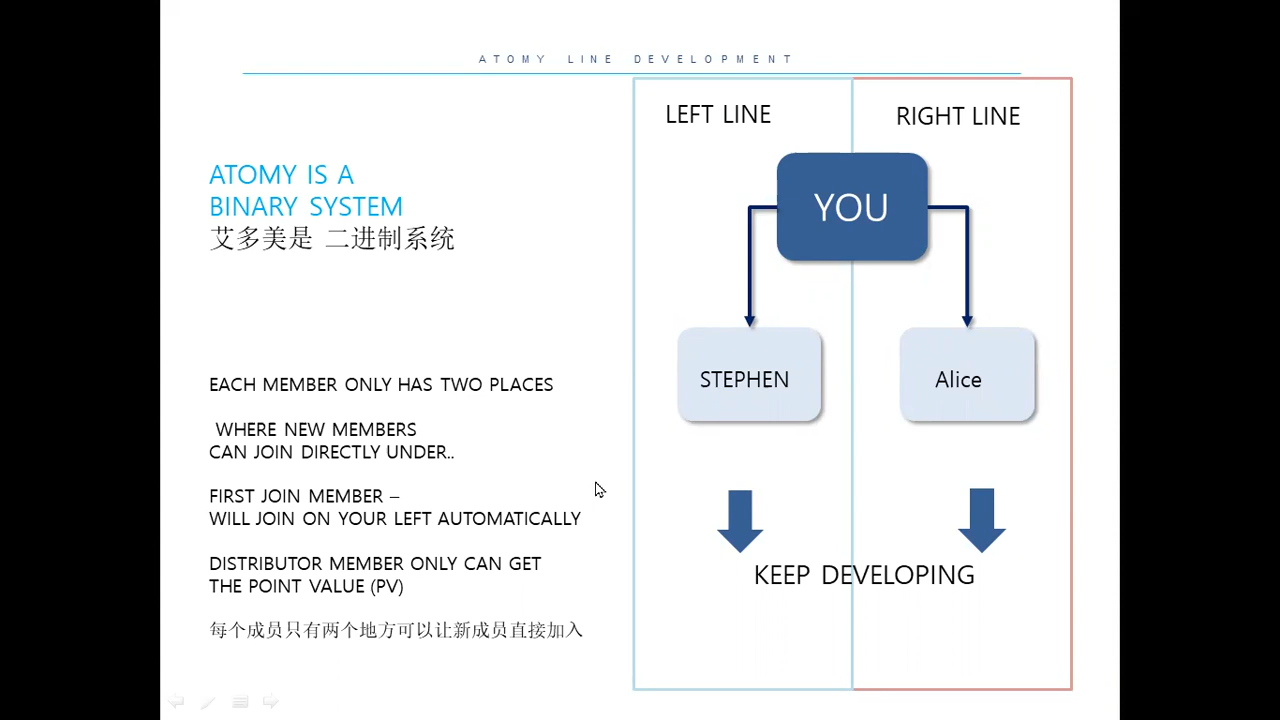 ATOMY LINE DEVELOPMENT
ATOMY IS A
BINARY SYSTEM
艾多美是 二进制系统
EACH MEMBER ONLY HAS TWO PLACES
WHERE NEW MEMBERS
CAN JOIN DIRECTLY UNDER..
FIRST JOIN MEMBER –
WILL JOIN ON YOUR LEFT AUTOMATICALLY
DISTRIBUTOR MEMBER ONLY CAN GET
THE POINT VALUE (PV)
每个成员只有两个地方可以让新成员直接加入
LEFT LINE
RIGHT LINE
YOU
STEPHEN
Alice
KEEP DEVELOPING